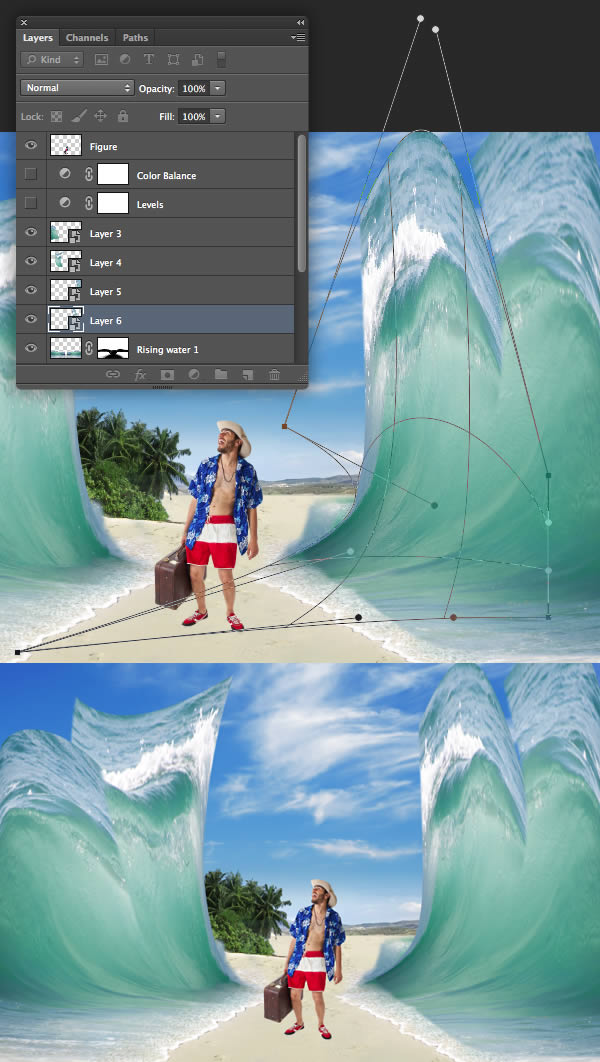 Layers Channels Paths
Kind T
Normal Opacity: 100%
Lock: Fill: 100%
Figure
Color Balance
Levels
Layer 3
Layer 4
Layer 5
Layer 6
Rising water 1
fx